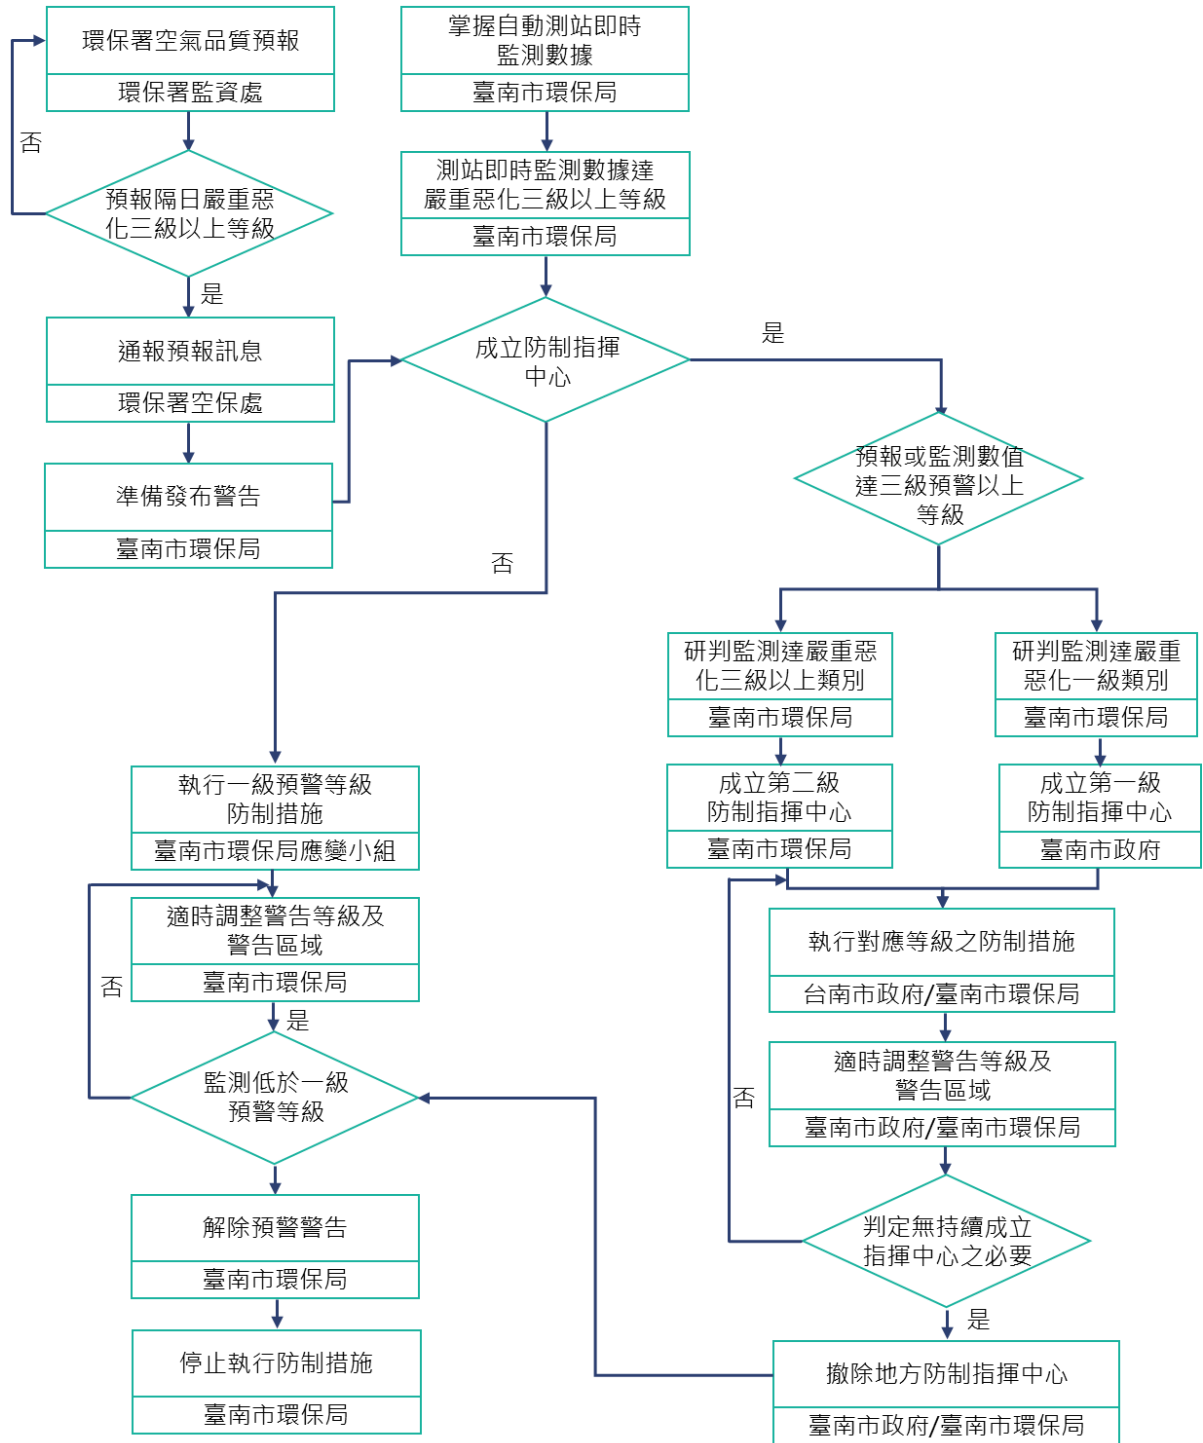 環保署空氣品質預報
環保署監資處
否
預報隔日嚴重惡
化三級以上等級
是
通報預報訊息
環保署空保處
準備發布警告
臺南市環保局
掌握自動測站即時
監測數據
臺南市環保局
測站即時監測數據達
嚴重惡化三級以上等級
臺南市環保局
成立防制指揮
中心
是
否
預報或監測數值
達三級預警以上
等級
研判監測達嚴重惡
化三級以上類別
臺南市環保局
研判監測達嚴重
惡化一級類別
臺南市環保局
成立第二級
防制指揮中心
臺南市環保局
成立第一級
防制指揮中心
臺南市政府
執行對應等級之防制措施
台南市政府/臺南市環保局
適時調整警告等級及
警告區域
臺南市政府/臺南市環保局
否
判定無持續成立
指揮中心之必要
是
撤除地方防制指揮中心
臺南市政府/臺南市環保局
執行一級預警等級
防制措施
臺南市環保局應變小組
適時調整警告等級及
警告區域
臺南市環保局
否
是
監測低於一級
預警等級
解除預警警告
臺南市環保局
停止執行防制措施
臺南市環保局